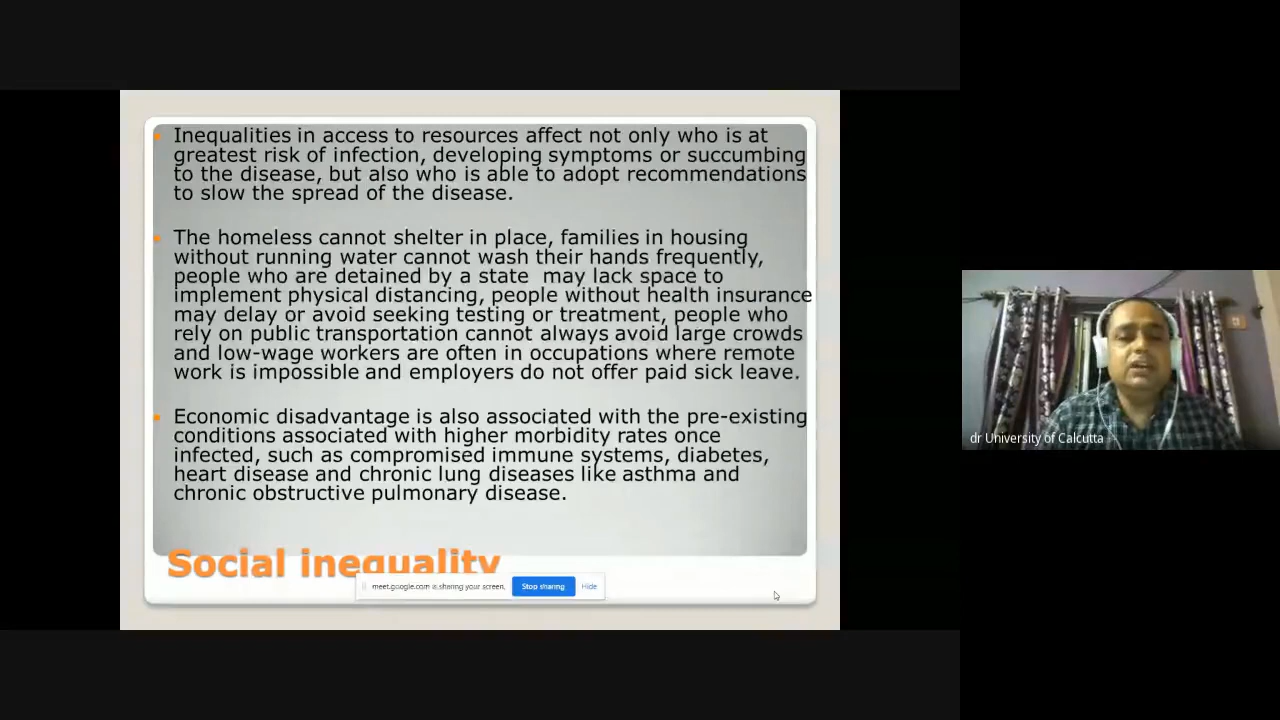 Inequalities in access to resources affect not only who is at
greatest risk of infection, developing symptoms or succumbing
to the disease, but also who is able to adopt recommendations
to slow the spread of the disease.
The homeless cannot shelter in place, families in housing
without running water cannot wash their hands frequently,
people who are detained by a state may lack space to
implement physical distancing, people without health insurance
may delay or avoid seeking testing or treatment, people who
rely on public transportation cannot always avoid large crowds
and low-wage workers are often in occupations where remote
work is impossible and employers do not offer paid sick leave.
Economic disadvantage is also associated with the pre-existing
conditions associated with higher morbidity rates once
infected, such as compromised immune systems, diabetes,
heart disease and chronic lung diseases like asthma and
chronic obstructive pulmonary disease.
Social inequality
meet.google.com is sharing your screen. Stop sharing Hide
dr University of Calcutta